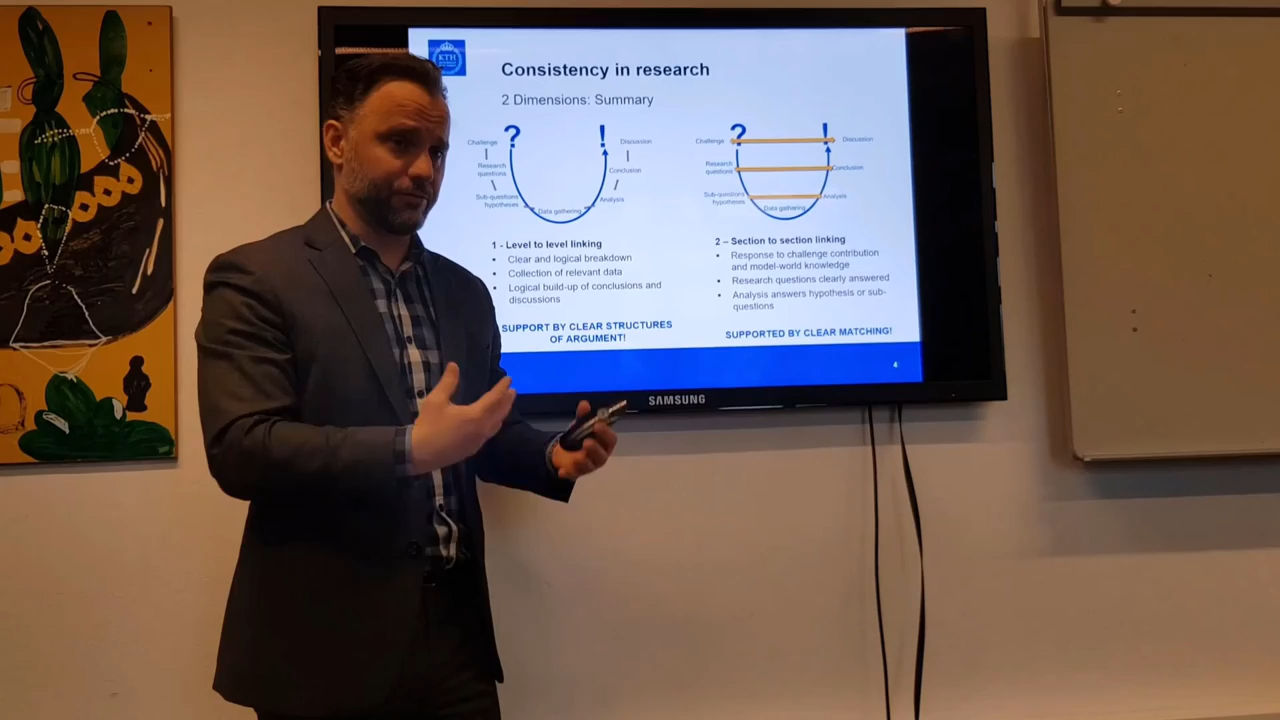 KTH
Consistency in research
2 Dimensions: Summary
Challenge
?
!
Discussion
Research
questions
Conclusion
Sub-questions
hypotheses
Analysis
Data gathering
Challenge
?
!
Discussion
Research
questions
Conclusion
Sub-questions
hypotheses
Analysis
Data gathering
1 - Level to level linking
• Clear and logical breakdown
• Collection of relevant data
• Logical build-up of conclusions and
discussions
SUPPORT BY CLEAR STRUCTURES
OF ARGUMENT!
2 – Section to section linking
• Response to challenge contribution
and model-world knowledge
• Research questions clearly answered
• Analysis answers hypothesis or sub-
questions
SUPPORTED BY CLEAR MATCHING!
4
SAMSUNG